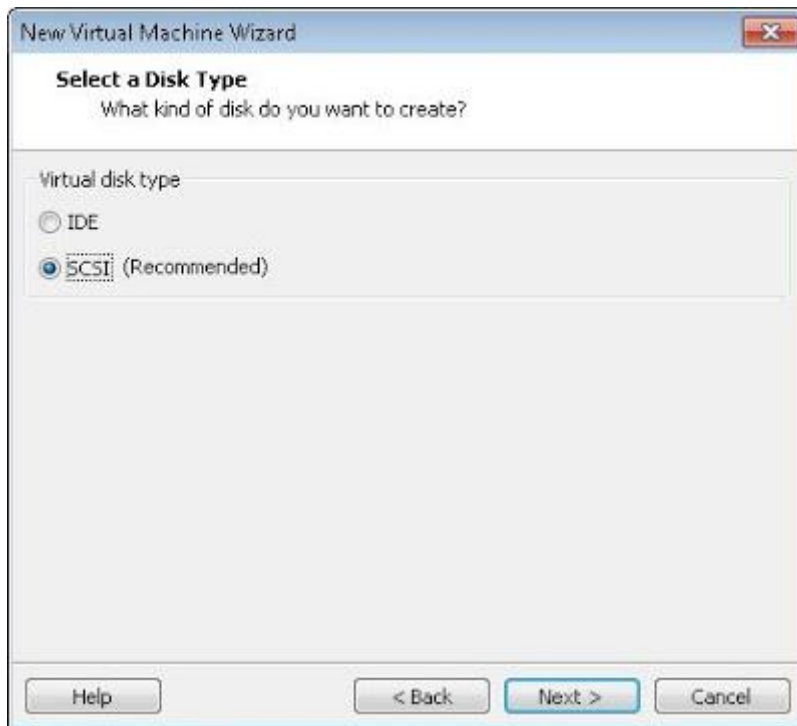 New Virtual Machine Wizard
Select a Disk Type
What kind of disk do you want to create?
Virtual disk type
IDE
SCSI (Recommended)
Help < Back Next > Cancel